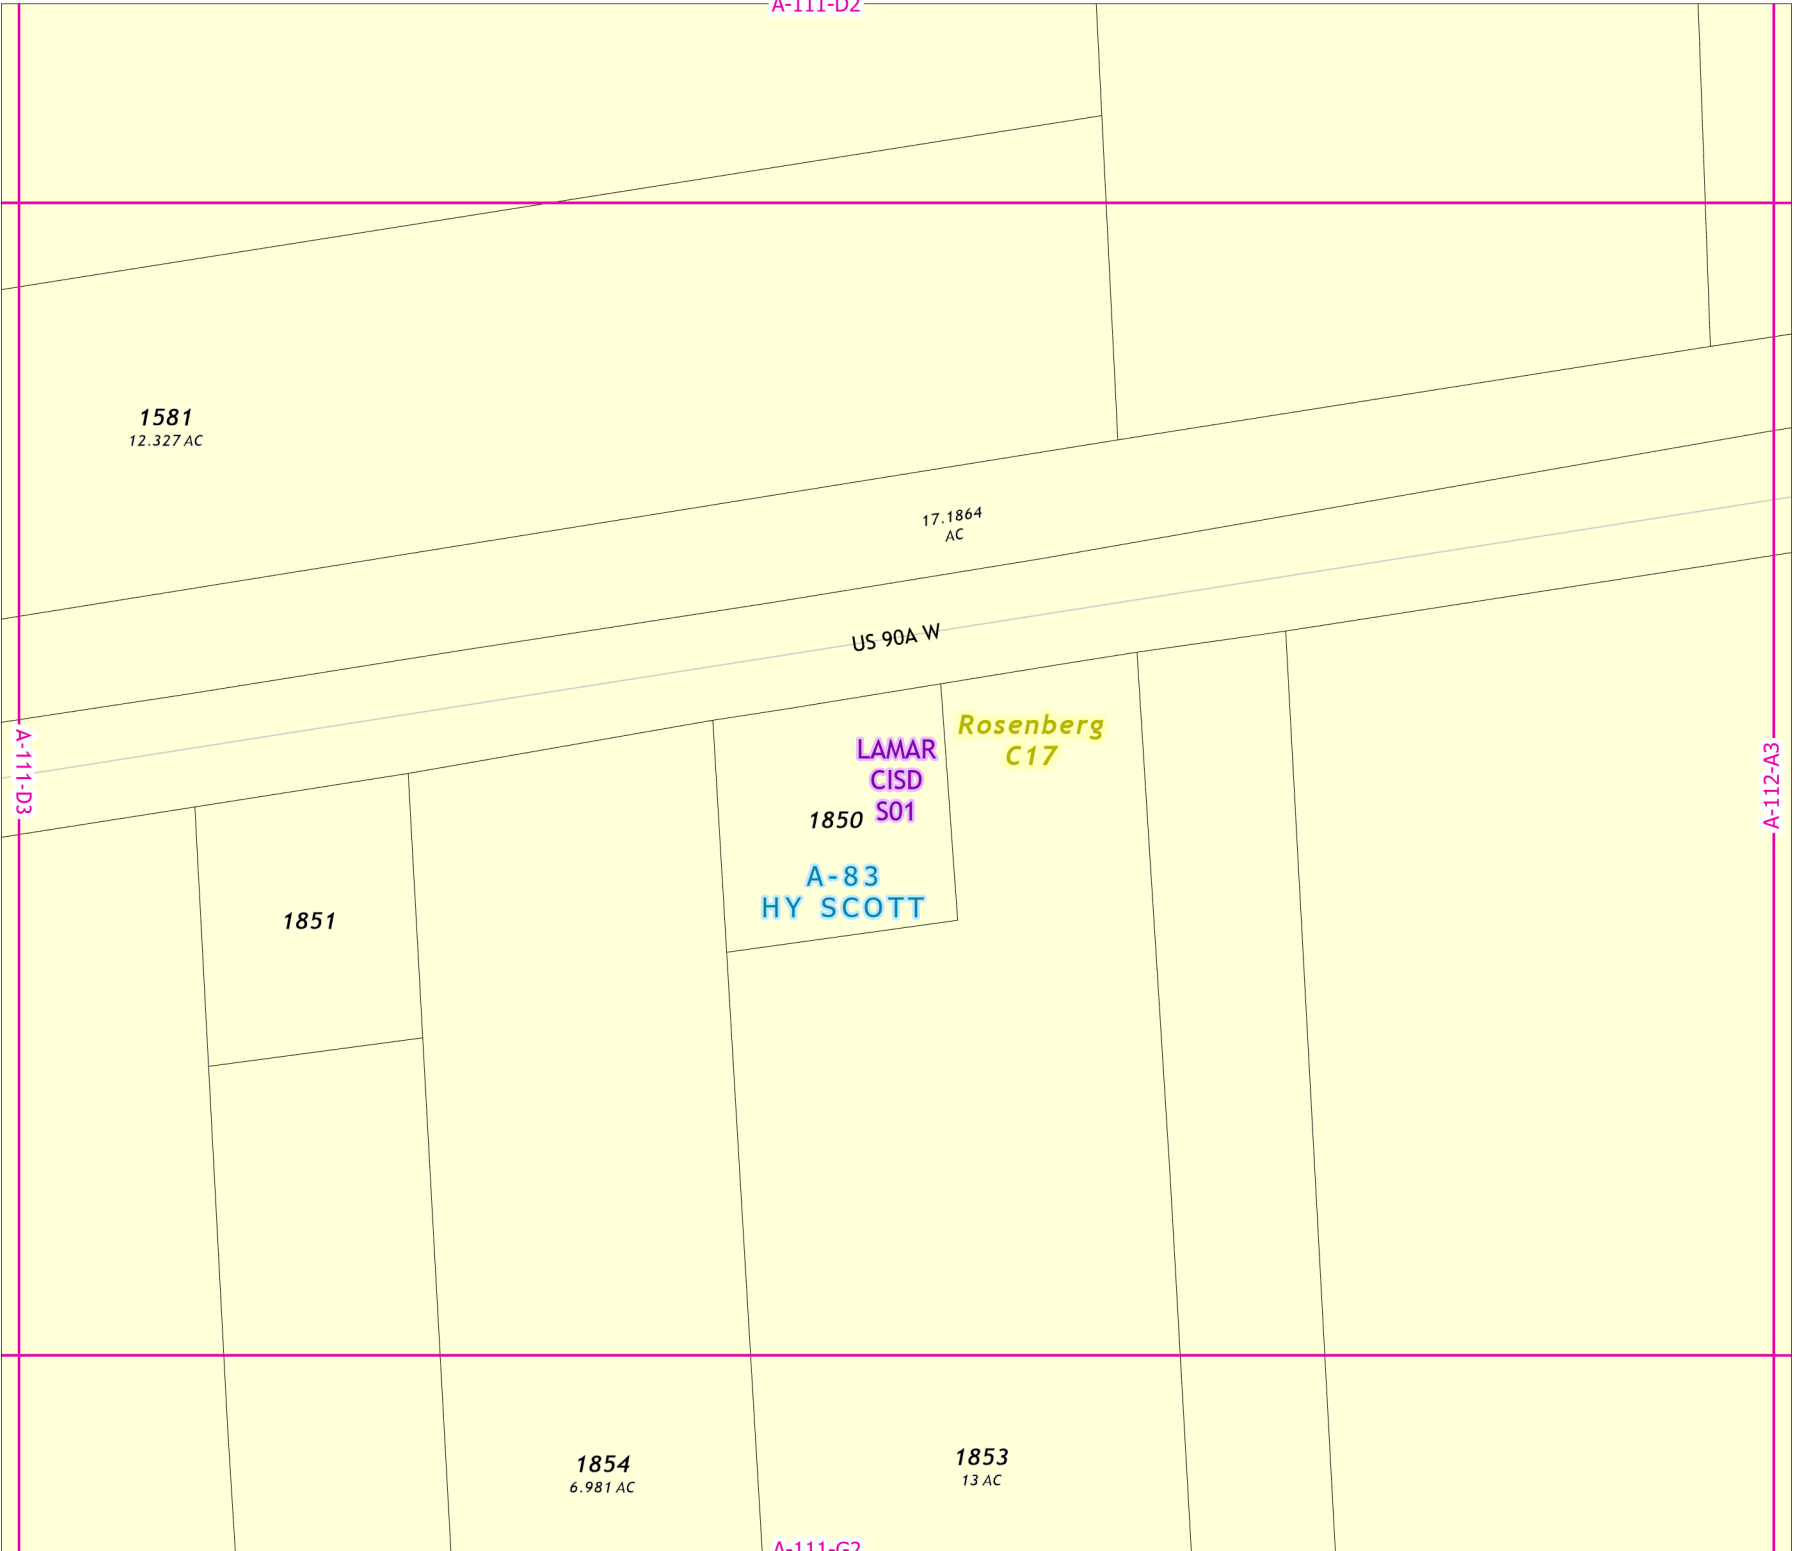 A-111-D2
1581
12.327 AC
17.1864
AC
US 90A W
Rosenberg
C17
LAMAR
CISD
S01
A-111-D3
A-112-A3
1850
A-83
HY SCOTT
1851
1853
13 AC
1854
6.981 AC
A-111-G2